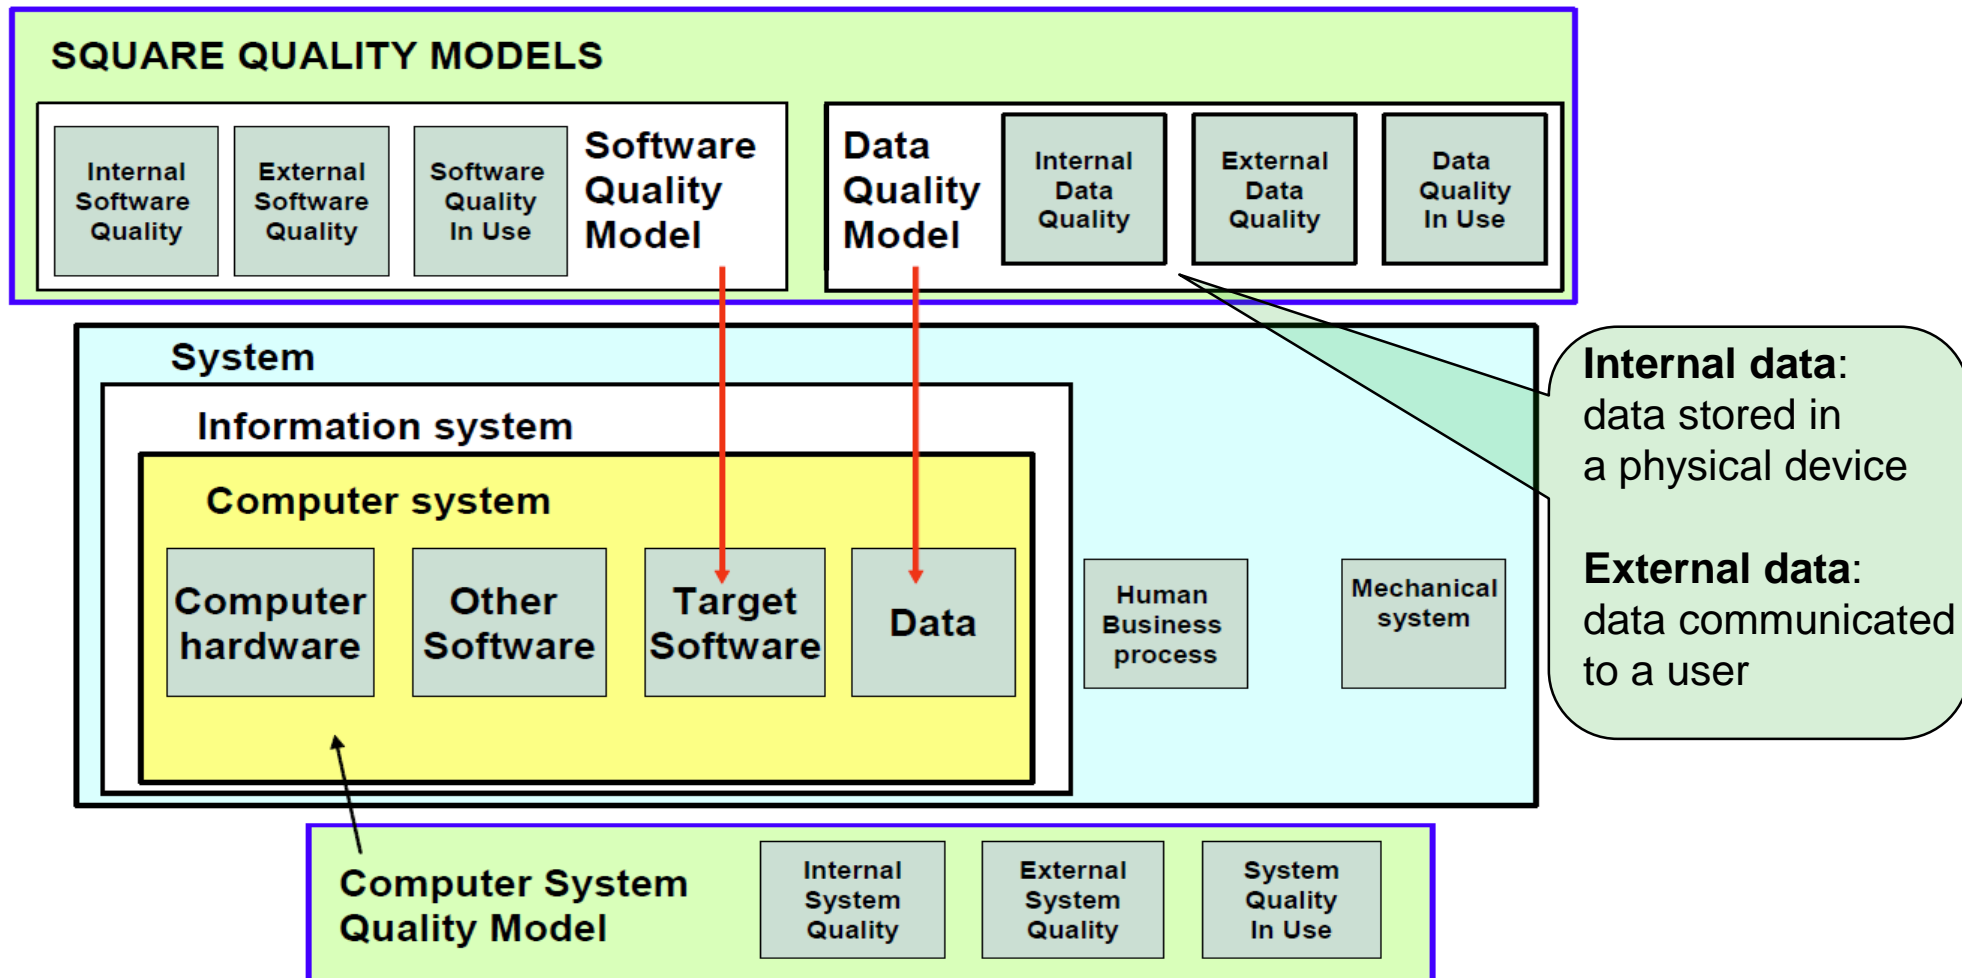 SQUARE QUALITY MODELS
Internal
Software
Quality
External
Software
Quality
Software
Quality
In Use
Software
Quality
Model
Data
Quality
Model
Internal
Data
Quality
External
Data
Quality
Data
Quality
In Use
System
Information system
Computer system
Computer
hardware
Other
Software
Target
Software
Data
Human
Business
process
Mechanical
system
Internal data:
data stored in
a physical device
External data:
data communicated
to a user
Computer System
Quality Model
Internal
System
Quality
External
System
Quality
System
Quality
In Use